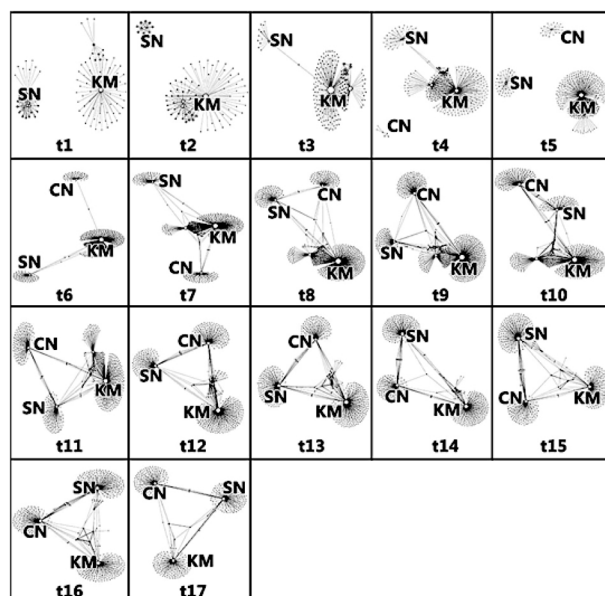 SN KM t1
SN KM t2
SN KM t3
SN KM CN t4
CN SN KM t5
CN KM SN t6
SN KM CN t7
SN CN KM t8
CN SN KM t9
CN SN KM t10
CN KM SN t11
CN SN KM t12
CN SN KM t13
SN CN KM t14
SN KM CN t15
SN CN KM t16
CN SN KM t17